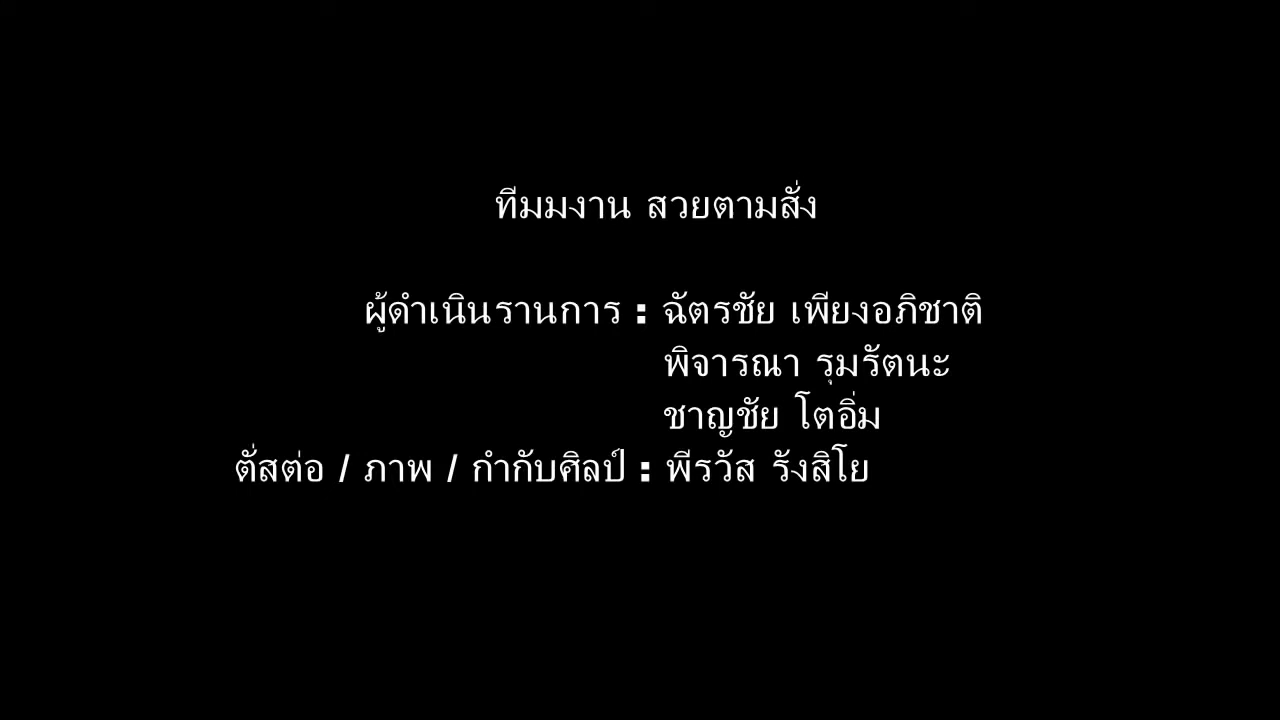 ทีมมงาน สวยตามสั่ง
ผู้ดำเนินรานการ : ฉัตรชัย เพียงอภิชาติ
พิจารณา รุมรัตนะ
ชาญชัย โตอิ่ม
ตั่สต่อ / ภาพ / กำกับศิลป์ : พีรวัส รังสิโย